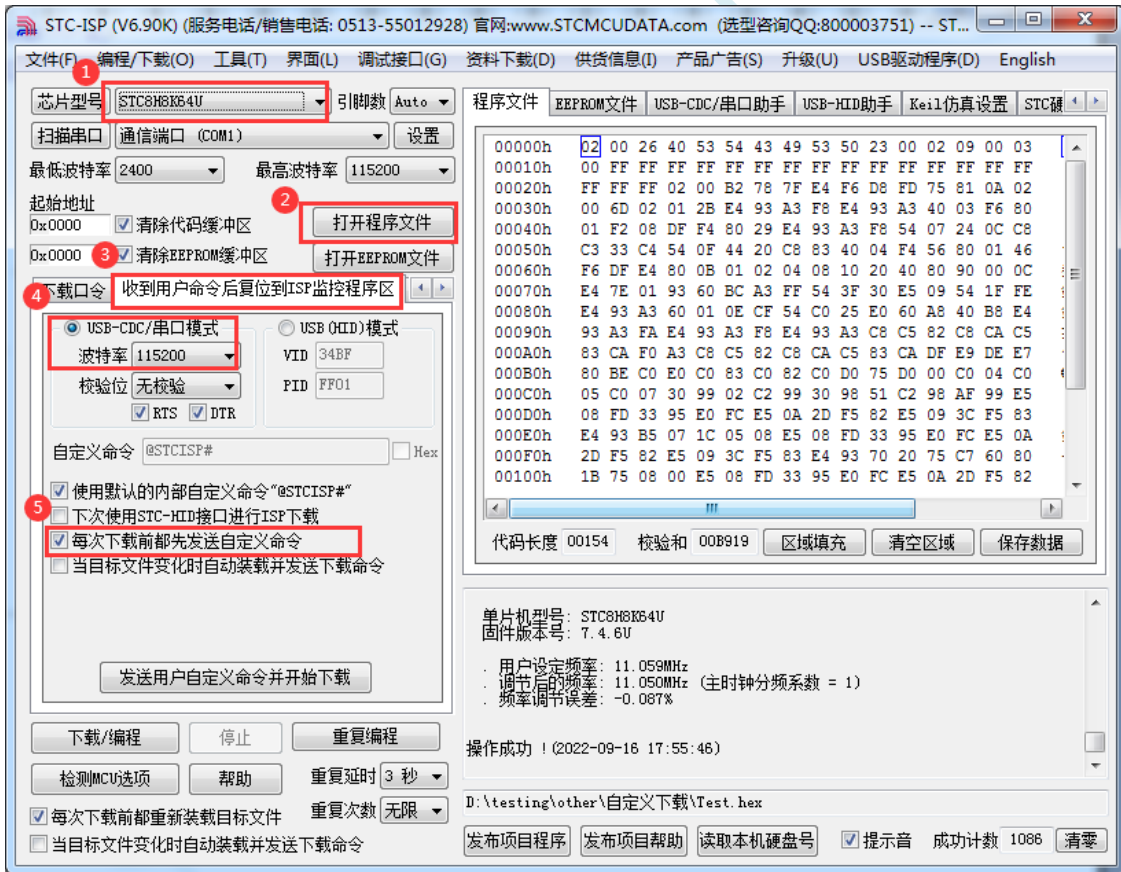 STC-ISP (V6.90K) (服务电话/销售电话: 0513-55012928) 官网:www.STCMCUDATA.com (选型咨询QQ:800003751) -- ST...
文件(F) 编程/下载(O) 工具(T) 界面(L) 调试接口(G) 资料下载(D) 供货信息(I) 产品广告(S) 升级(U) USB驱动程序(D) English
1
芯片型号 STC8H8K64U 引脚数 Auto
扫描串口 通信端口 (COM1) 设置
最低波特率 2400 最高波特率 115200
起始地址
2
0x0000 清除代码缓冲区 打开程序文件
0x0000 3 清除EEPROM缓冲区 打开EEPROM文件
4 下载口令 收到用户命令后复位到ISP监控程序区
USB-CDC/串口模式 USB(HID)模式
波特率 115200 VID 34BF
校验位 无校验 PID FF01
RTS DTR
自定义命令 @STCISP# Hex
使用默认的内部自定义命令"@STCISP#"
5
下次使用STC-HID接口进行ISP下载
每次下载前都先发送自定义命令
当目标文件变化时自动装载并发送下载命令
发送用户自定义命令并开始下载
下载/编程 停止 重复编程
检测MCU选项 帮助 重复延时 3 秒
每次下载前都重新装载目标文件 重复次数 无限
当目标文件变化时自动装载并发送下载命令
程序文件 EEPROM文件 USB-CDC/串口助手 USB-HID助手 Keil仿真设置 STC硬
00000h 02 00 26 40 53 54 43 49 53 50 23 00 02 09 00 03
00010h 00 FF FF FF FF FF FF FF FF FF FF FF FF FF FF FF
00020h FF FF FF 02 00 B2 78 7F E4 F6 D8 FD 75 81 0A 02
00030h 00 6D 02 01 2B E4 93 A3 F8 E4 93 A3 40 03 F6 80
00040h 01 F2 08 DF F4 80 29 E4 93 A3 F8 54 07 24 0C C8
00050h C3 33 C4 54 0F 44 20 C8 83 40 04 F4 56 80 01 46
00060h F6 DF E4 80 0B 01 02 04 08 10 20 40 80 90 00 0C
00070h E4 7E 01 93 60 BC A3 FF 54 3F 30 E5 09 54 1F FE
00080h E4 93 A3 60 01 0E CF 54 C0 25 E0 60 A8 40 B8 E4
00090h 93 A3 FA E4 93 A3 F8 E4 93 A3 C8 C5 82 C8 CA C5
000A0h 83 CA F0 A3 C8 C5 82 C8 CA C5 83 CA DF E9 DE E7
000B0h 80 BE C0 E0 C0 83 C0 82 C0 D0 75 D0 00 C0 04 C0
000C0h 05 C0 07 30 99 02 C2 99 30 98 51 C2 98 AF 99 E5
000D0h 08 FD 33 95 E0 FC E5 0A 2D F5 82 E5 09 3C F5 83
000E0h E4 93 B5 07 1C 05 08 E5 08 FD 33 95 E0 FC E5 0A
000F0h 2D F5 82 E5 09 3C F5 83 E4 93 70 20 75 C7 60 80
00100h 1B 75 08 00 E5 08 FD 33 95 E0 FC E5 0A 2D F5 82
代码长度 00154 校验和 00B919 区域填充 清空区域 保存数据
单片机型号: STC8H8K64U
固件版本号: 7.4.6U
. 用户设定频率: 11.059MHz
. 调节后的频率: 11.050MHz (主时钟分频系数 = 1)
. 频率调节误差: -0.087%
操作成功 !(2022-09-16 17:55:46)
D:\testing\other\自定义下载\Test.hex
发布项目程序 发布项目帮助 读取本机硬盘号 提示音 成功计数 1086 清零